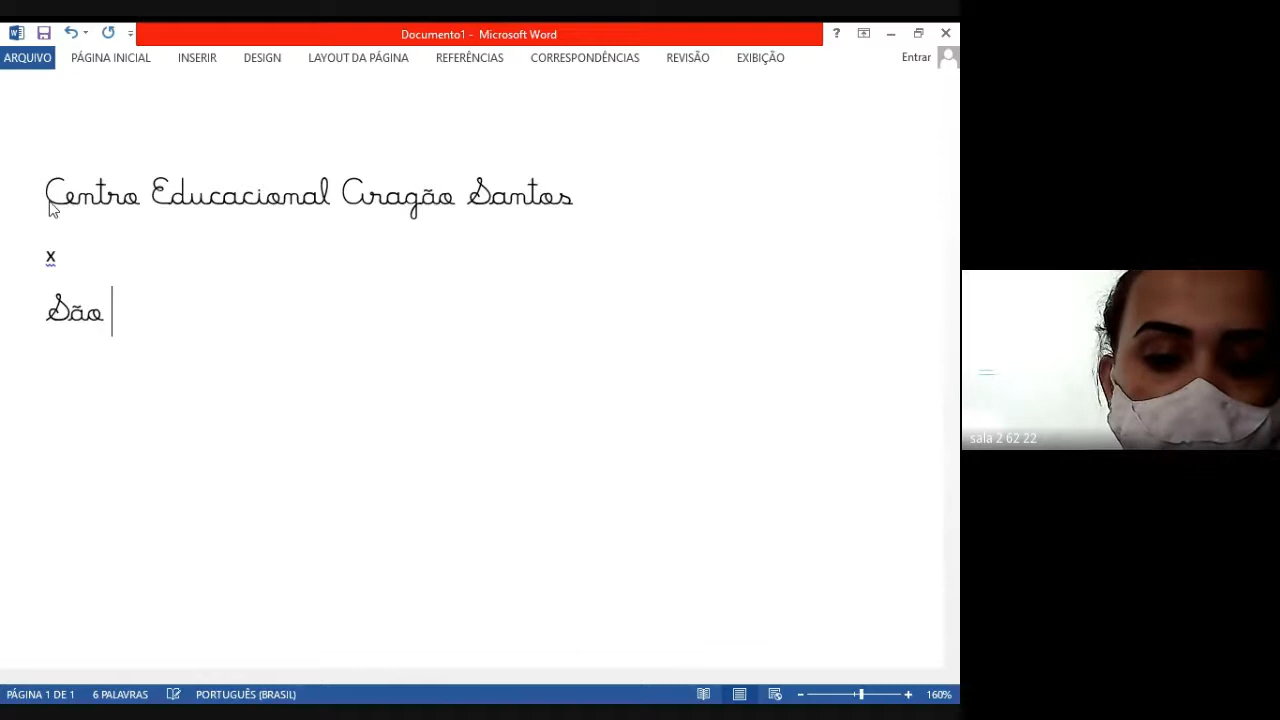 Documento1 - Microsoft Word
?
ARQUIVO PÁGINA INICIAL INSERIR DESIGN LAYOUT DA PÁGINA REFERÊNCIAS CORRESPONDÊNCIAS REVISÃO EXIBIÇÃO Entrar
Centro Educacional Aragão Santos
x
São
sala 2 62 22
PÁGINA 1 DE 1 6 PALAVRAS PORTUGUÊS (BRASIL) 160%